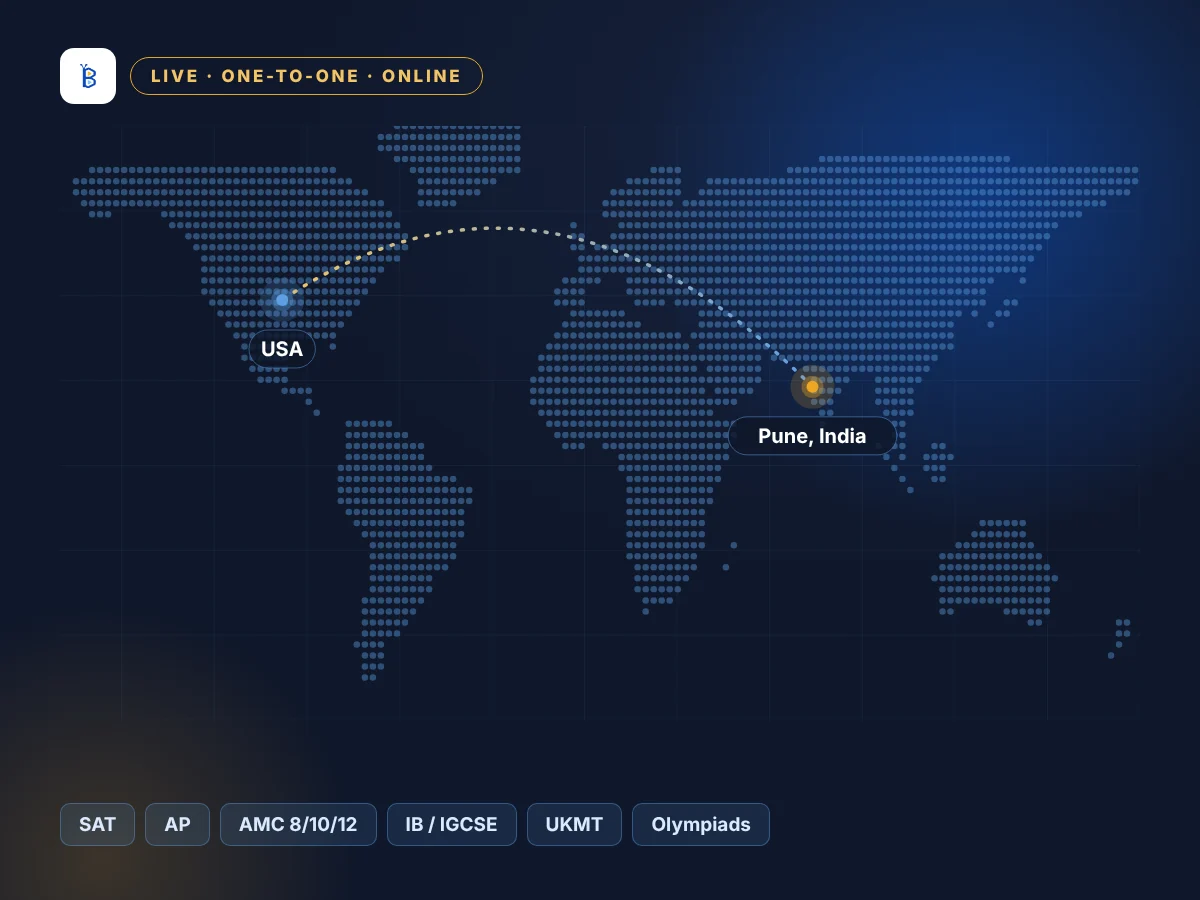 B
LIVE · ONE-TO-ONE · ONLINE
USA
Pune, India
SAT
AP
AMC 8/10/12
IB / IGCSE
UKMT
Olympiads